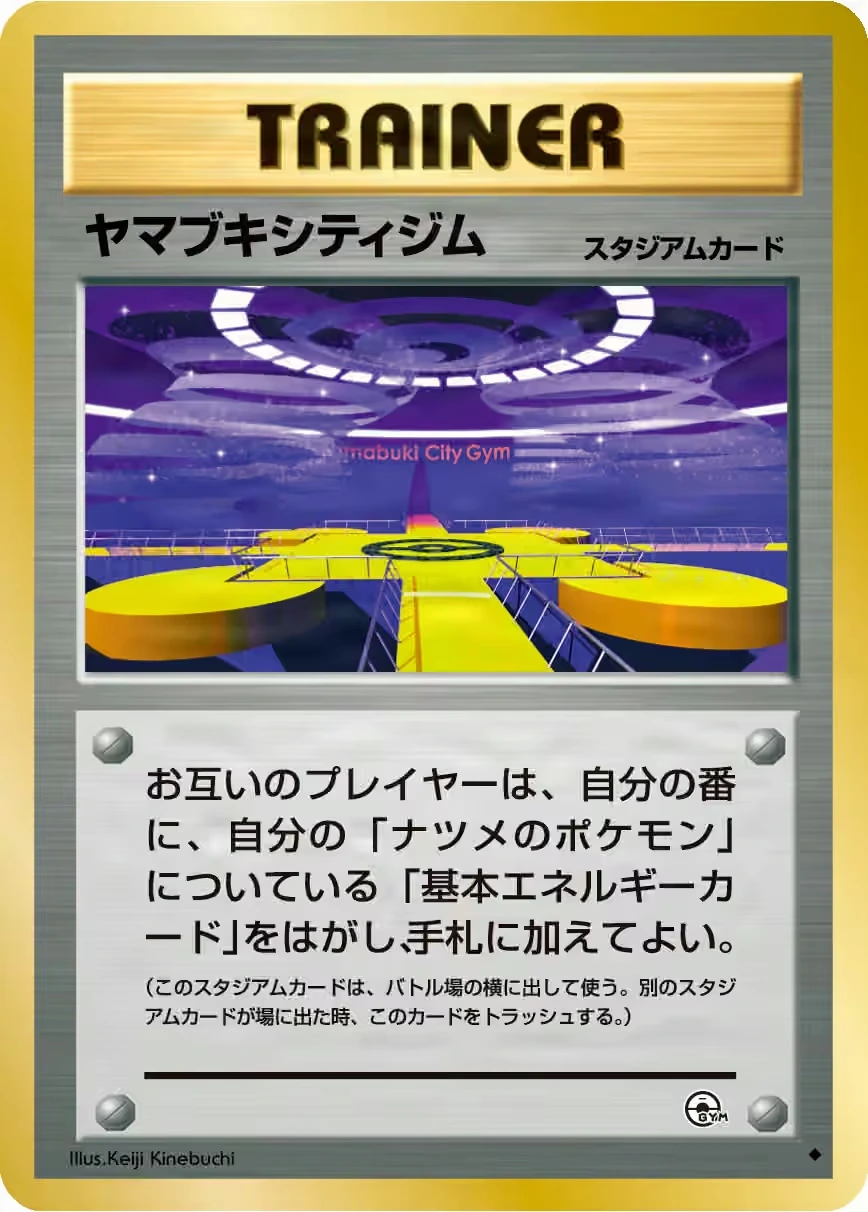 TRAINER
ヤマブキシティジム
スタジアムカード
City Gym
お互いのプレイヤーは、自分の番
に、自分の「ナツメのポケモン」
についている「基本エネルギーカ
ード」をはがし、手札に加えてよい。
（このスタジアムカードは、バトル場の横に出して使う。別のスタジ
アムカードが場に出た時、このカードをトラッシュする。）
GYM
Illus.Keiji Kinebuchi